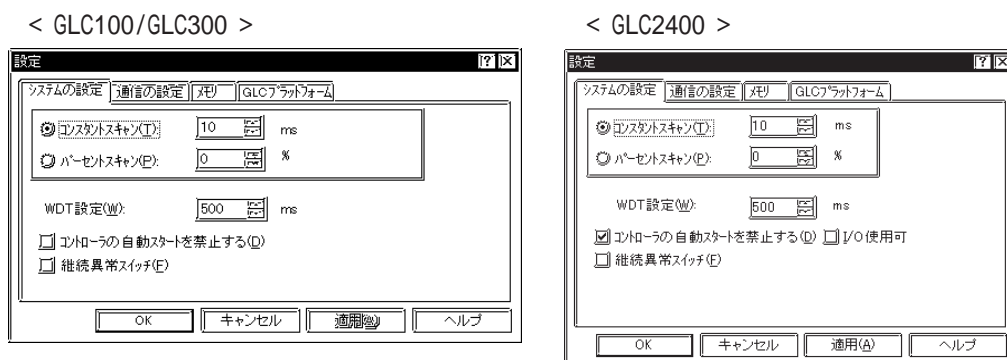 < GLC100/GLC300 >
設定
システムの設定 通信の設定 メモリ GLCプラットフォーム
コンスタントスキャン(T): 10 ms
パーセントスキャン(P): 0 %
WDT設定(W): 500 ms
コントローラの自動スタートを禁止する(D)
継続異常スイッチ(F)
OK キャンセル 適用(A) ヘルプ
< GLC2400 >
設定
システムの設定 通信の設定 メモリ GLCプラットフォーム
コンスタントスキャン(T): 10 ms
パーセントスキャン(P): 0 %
WDT設定(W): 500 ms
コントローラの自動スタートを禁止する(D) I/O使用可
継続異常スイッチ(F)
OK キャンセル 適用(A) ヘルプ